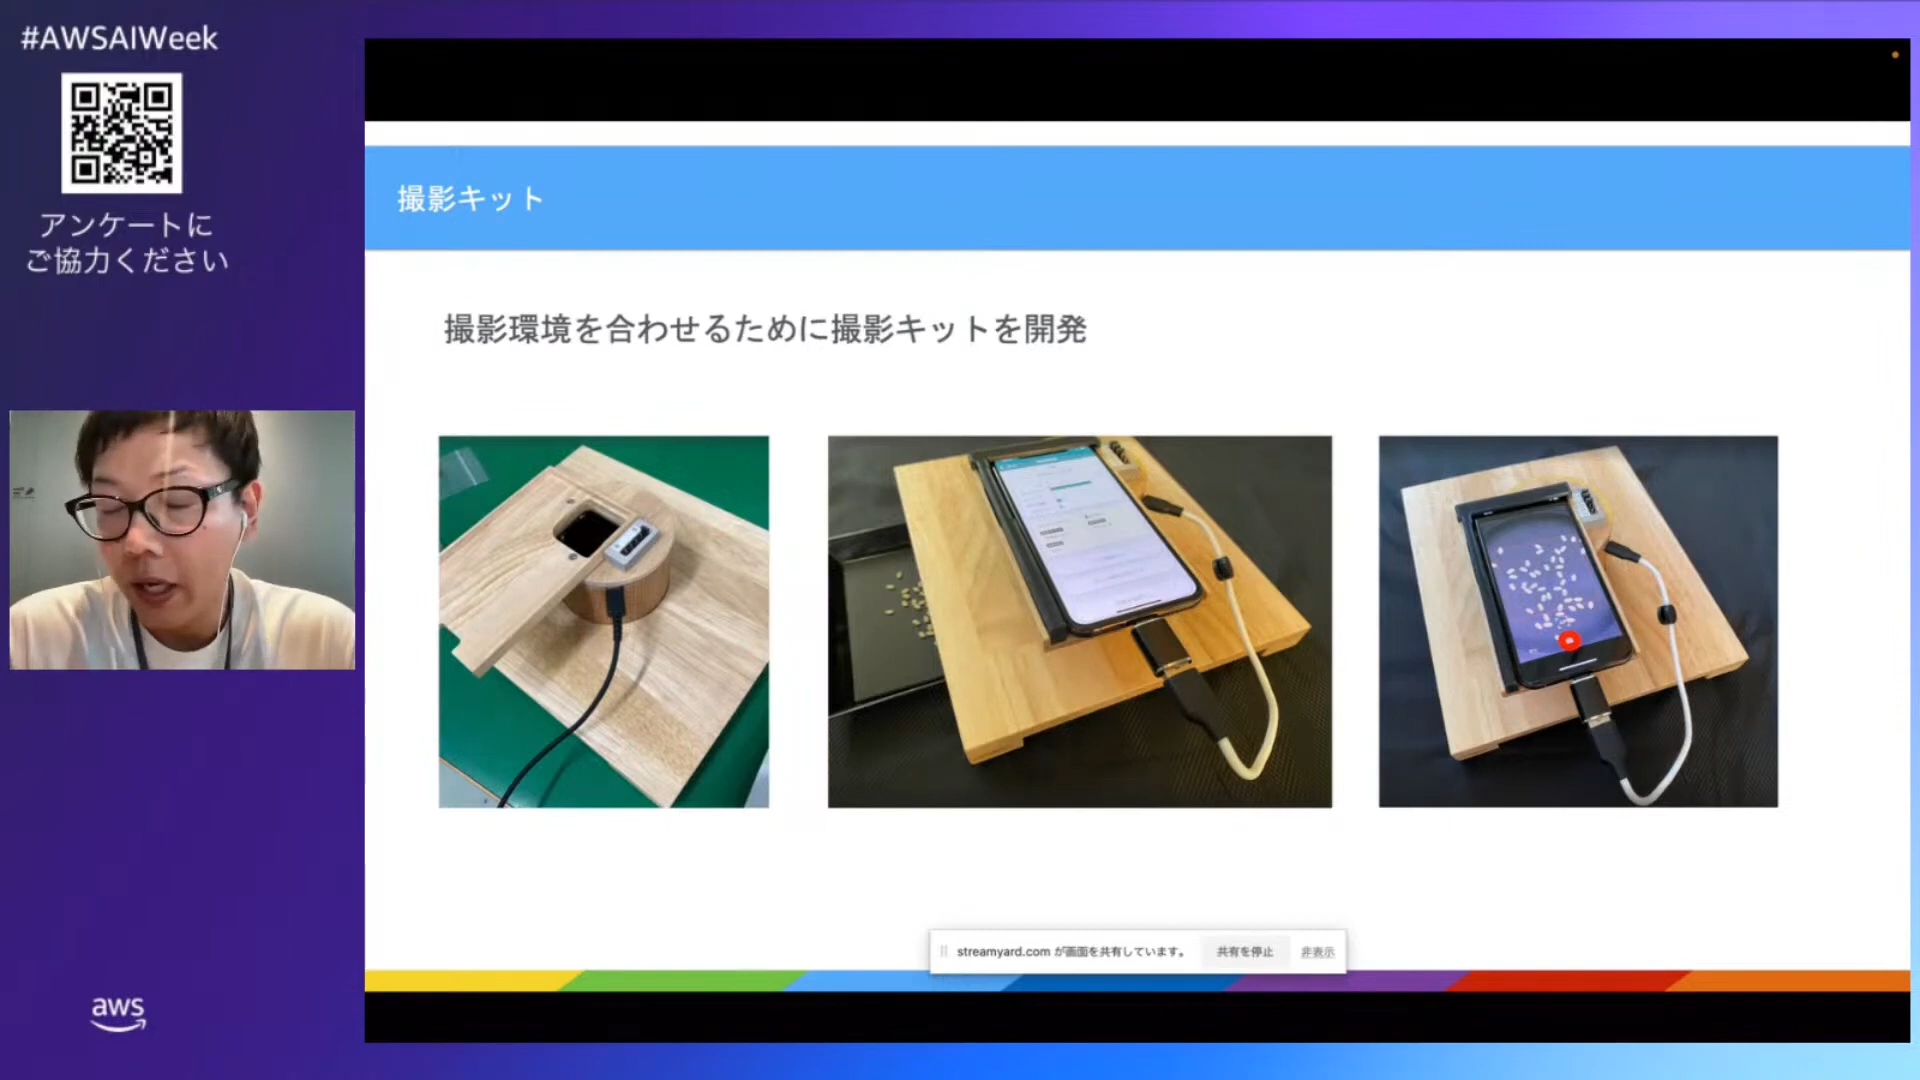 #AWSAIWeek
アンケートに
ご協力ください
撮影キット
撮影環境を合わせるために撮影キットを開発
streamyard.com が画面を共有しています。
共有を停止
非表示
aws